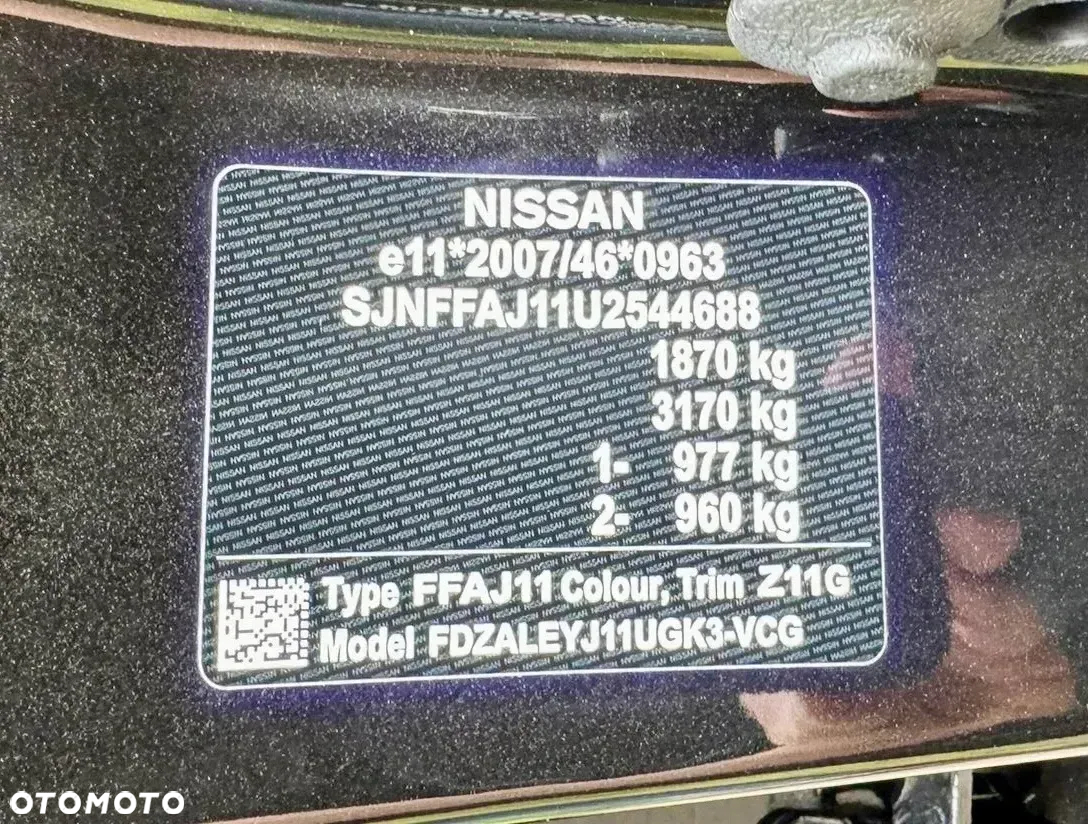 NISSAN
e11*2007/46*0963
SJNFFAJ11U2544688
1870 kg
3170 kg
1- 977 kg
2- 960 kg
Type FFAJ11 Colour, Trim Z11G
Model FDZALEYJ11UGK3-VCG
OTOMOTO